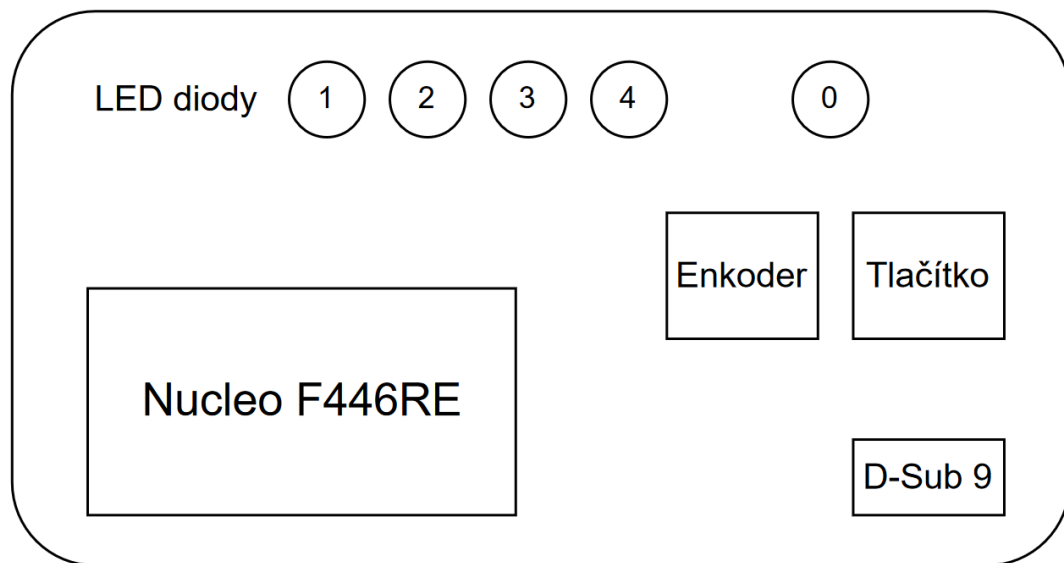 LED diody 1 2 3 4 0
Enkoder Tlačítko
Nucleo F446RE
D-Sub 9